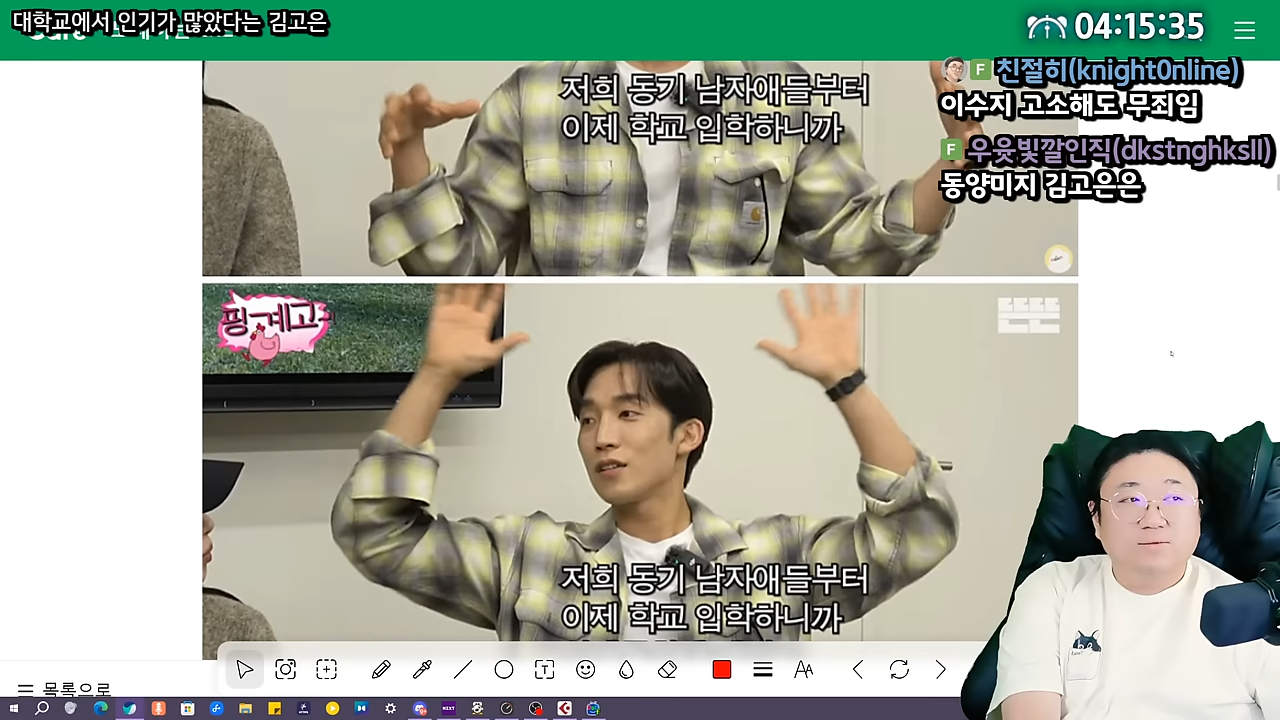 대학교에서 인기가 많았다는 김고은
04:15:35
F 친절히(knight0nline)
이수지 고소해도 무죄임
F 우윳빛깔인직(dkstnghksll)
동양미지 김고은은
저희 동기 남자애들부터
이제 학교 입학하니까
핑계고
뜬뜬
저희 동기 남자애들부터
이제 학교 입학하니까
목록으로